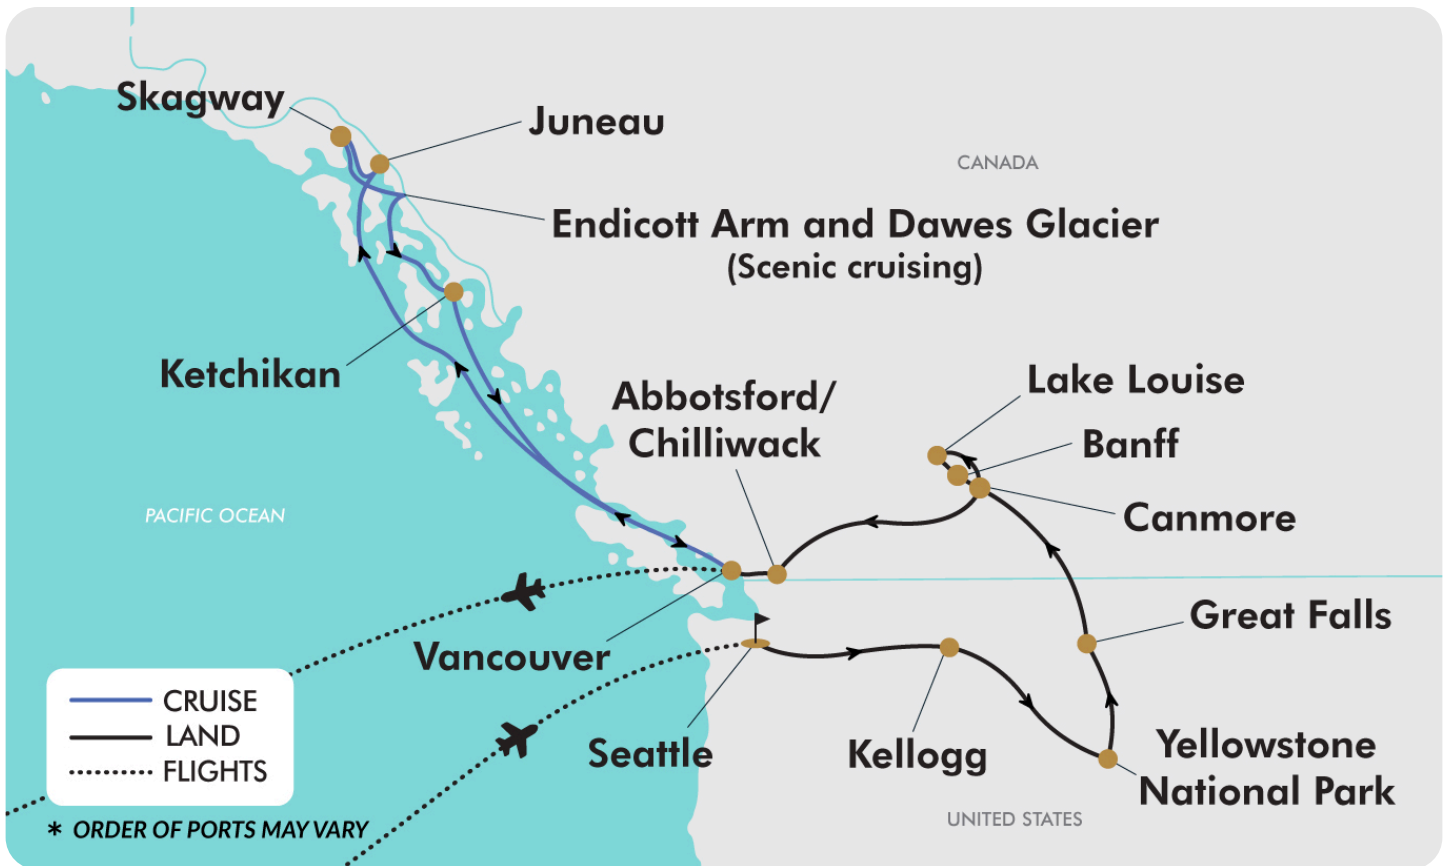 Skagway
Juneau
CANADA
Endicott Arm and Dawes Glacier
(Scenic cruising)
Ketchikan
Abbotsford/
Chilliwack
Lake Louise
Banff
Canmore
PACIFIC OCEAN
Great Falls
Vancouver
Seattle
Kellogg
Yellowstone
National Park
UNITED STATES
CRUISE
LAND
FLIGHTS
* ORDER OF PORTS MAY VARY